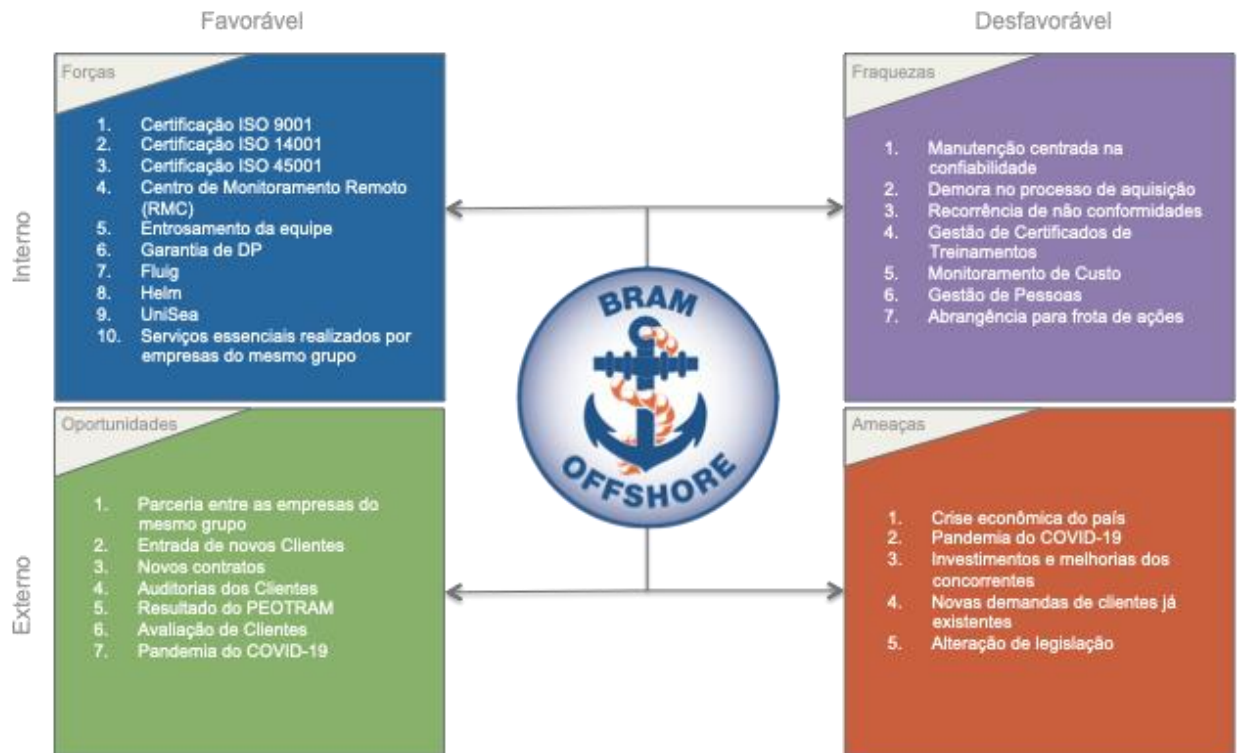 Favorável
Desfavorável
Interno
Forças
1. Certificação ISO 9001
2. Certificação ISO 14001
3. Certificação ISO 45001
4. Centro de Monitoramento Remoto
(RMC)
5. Entrosamento da equipe
6. Garantia de DP
7. Fluig
8. Helm
9. UniSea
10. Serviços essenciais realizados por
empresas do mesmo grupo
Fraquezas
1. Manutenção centrada na
confiabilidade
2. Demora no processo de aquisição
3. Recorrência de não conformidades
4. Gestão de Certificados de
Treinamentos
5. Monitoramento de Custo
6. Gestão de Pessoas
7. Abrangência para frota de ações
BRAM
OFFSHORE
Externo
Oportunidades
1. Parceria entre as empresas do
mesmo grupo
2. Entrada de novos Clientes
3. Novos contratos
4. Auditorias dos Clientes
5. Resultado do PEOTRAM
6. Avaliação de Clientes
7. Pandemia do COVID-19
Ameaças
1. Crise econômica do país
2. Pandemia do COVID-19
3. Investimentos e melhorias dos
concorrentes
4. Novas demandas de clientes já
existentes
5. Alteração de legislação